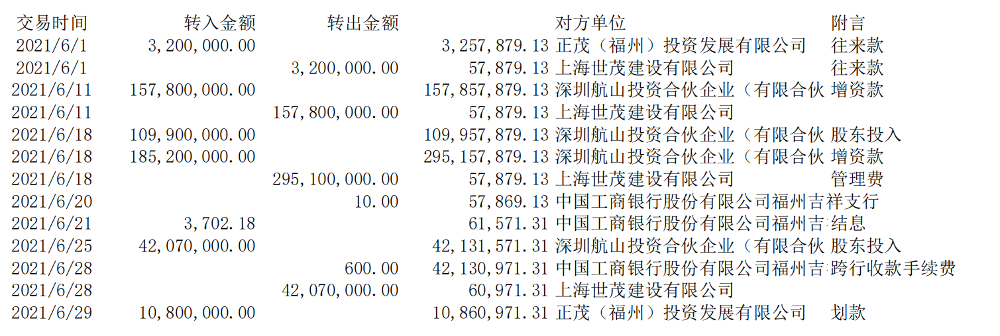 交易时间 转入金额 转出金额 对方单位 附言
2021/6/1 3,200,000.00 3,257,879.13 正茂（福州）投资发展有限公司 往来款
2021/6/1 3,200,000.00 57,879.13 上海世茂建设有限公司 往来款
2021/6/11 157,800,000.00 157,857,879.13 深圳航山投资合伙企业（有限合伙 增资款
2021/6/11 157,800,000.00 57,879.13 上海世茂建设有限公司
2021/6/18 109,900,000.00 109,957,879.13 深圳航山投资合伙企业（有限合伙 股东投入
2021/6/18 185,200,000.00 295,157,879.13 深圳航山投资合伙企业（有限合伙 增资款
2021/6/18 295,100,000.00 57,879.13 上海世茂建设有限公司 管理费
2021/6/20 10.00 57,869.13 中国工商银行股份有限公司福州吉祥支行
2021/6/21 3,702.18 61,571.31 中国工商银行股份有限公司福州吉 结息
2021/6/25 42,070,000.00 42,131,571.31 深圳航山投资合伙企业（有限合伙 股东投入
2021/6/28 600.00 42,130,971.31 中国工商银行股份有限公司福州吉 跨行收款手续费
2021/6/28 42,070,000.00 60,971.31 上海世茂建设有限公司
2021/6/29 10,800,000.00 10,860,971.31 正茂（福州）投资发展有限公司 划款